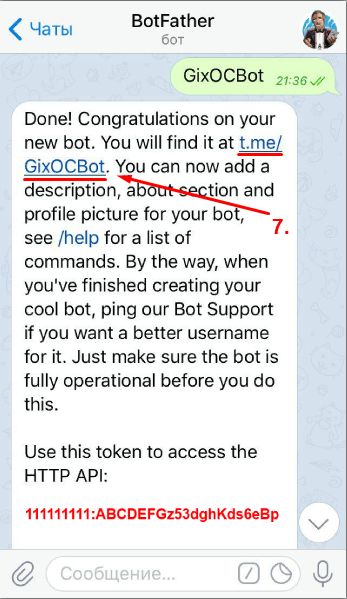 Чаты
BotFather
бот
GixOCBot 21:36
Done! Congratulations on your
new bot. You will find it at t.me/
GixOCBot. You can now add a
description, about section and
profile picture for your bot,
see /help for a list of
7.
commands. By the way, when
you've finished creating your
cool bot, ping our Bot Support
if you want a better username
for it. Just make sure the bot is
fully operational before you do
this.
Use this token to access the
HTTP API:
111111111:ABCDEFGz53dghKds6eBp
Сообщение...